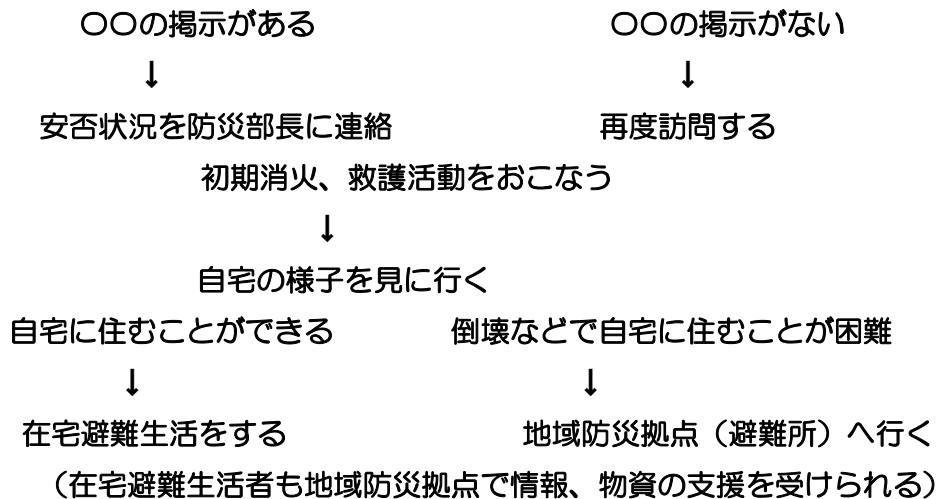 〇〇の掲示がある　〇〇の掲示がない
↓　↓
安否状況を防災部長に連絡　再度訪問する
初期消火、救護活動をおこなう
↓
自宅の様子を見に行く
自宅に住むことができる　倒壊などで自宅に住むことが困難
↓　↓
在宅避難生活をする　地域防災拠点（避難所）へ行く
（在宅避難生活者も地域防災拠点で情報、物資の支援を受けられる）